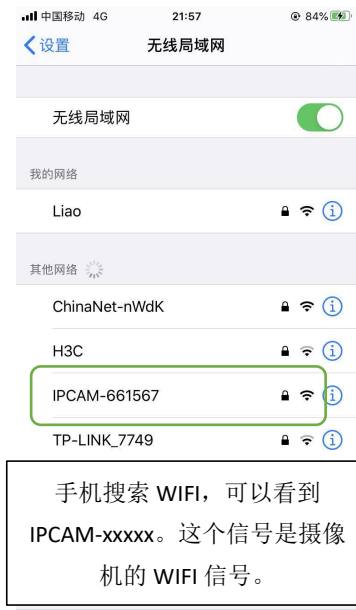 中国移动 4G 21:57 84%
设置 无线局域网
无线局域网
我的网络
Liao
其他网络
ChinaNet-nWdK
H3C
IPCAM-661567
TP-LINK_7749
手机搜索 WIFI，可以看到
IPCAM-xxxxx。这个信号是摄像
机的 WIFI 信号。